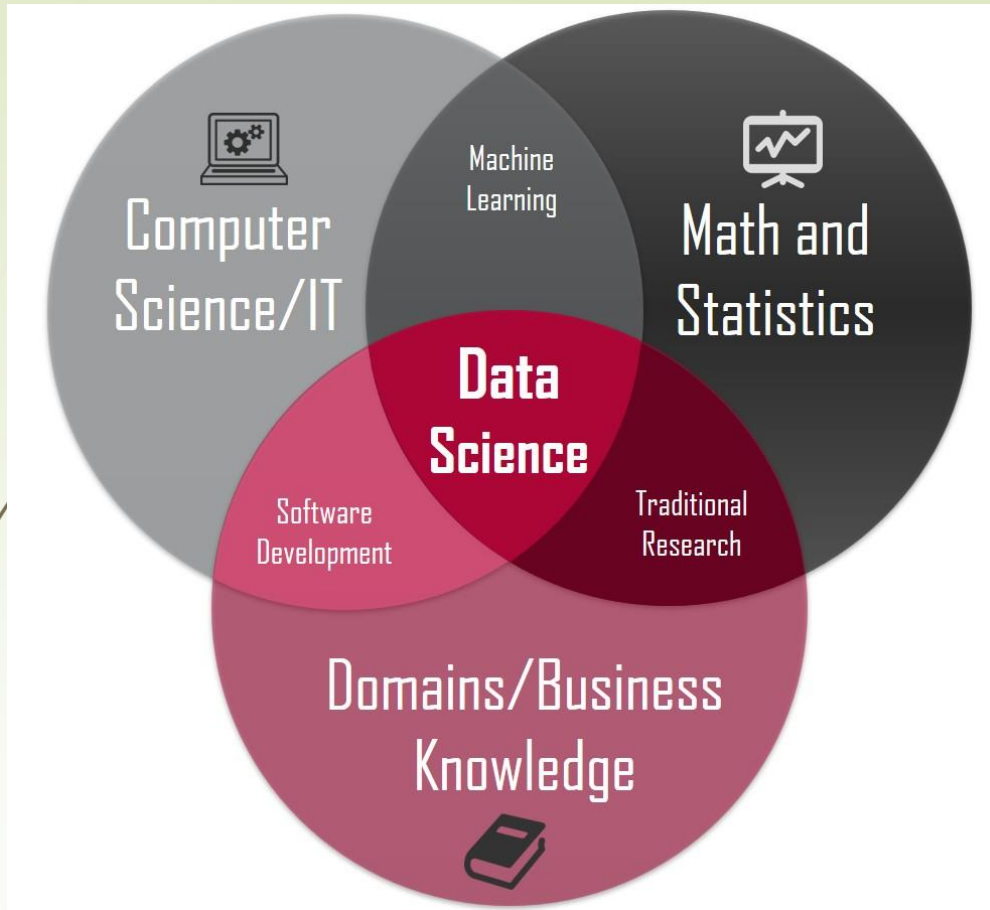 Machine
Learning
Computer
Science/IT
Math and
Statistics
Data
Science
Software
Development
Traditional
Research
Domains/Business
Knowledge